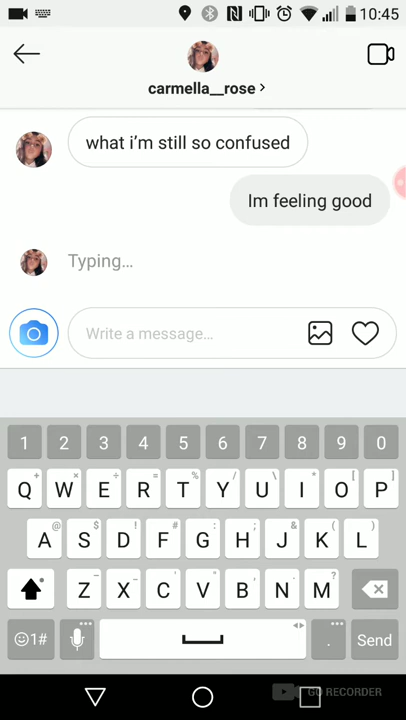 10:45
carmella__rose >
what i'm still so confused
Im feeling good
Typing...
Write a message...
1 2 3 4 5 6 7 8 9 0
+ × ÷ = % / \ * [ ]
Q W E R T Y U I O P
@ $ ! # : ; & ( )
A S D F G H J K L
- _ ' " , ?
Z X C V B N M
☺1# . Send
GO RECORDER